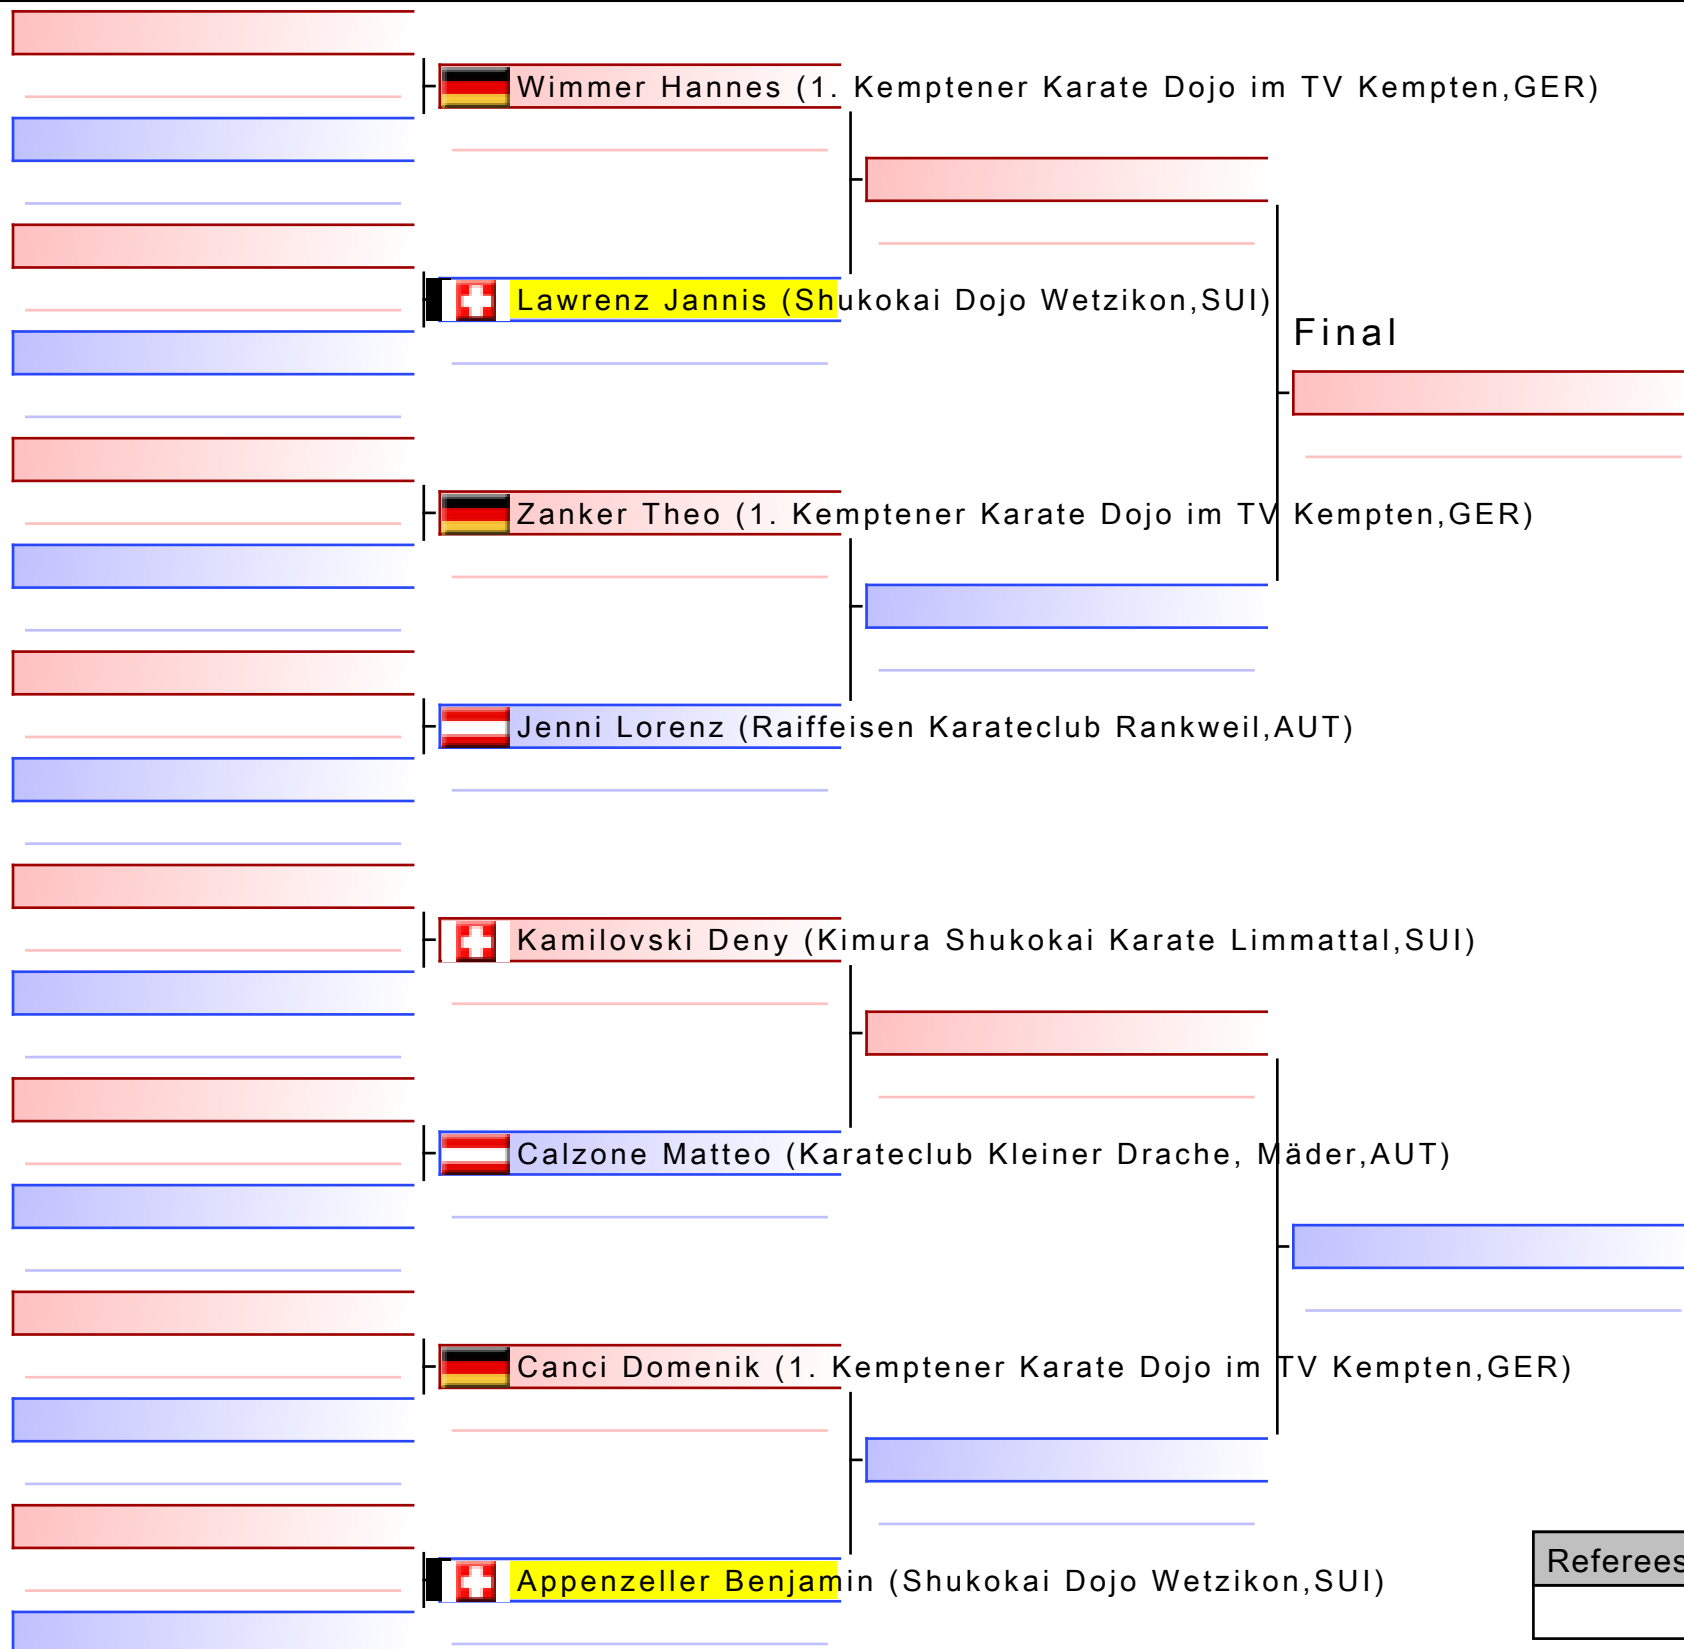 Wimmer Hannes (1. Kemptener Karate Dojo im TV Kempten,GER)
Lawrenz Jannis (Shukokai Dojo Wetzikon,SUI)
Final
Zanker Theo (1. Kemptener Karate Dojo im TV Kempten,GER)
Jenni Lorenz (Raiffeisen Karateclub Rankweil,AUT)
Kamilovski Deny (Kimura Shukokai Karate Limmattal,SUI)
Calzone Matteo (Karateclub Kleiner Drache, Mäder,AUT)
Canci Domenik (1. Kemptener Karate Dojo im TV Kempten,GER)
Referees
Appenzeller Benjamin (Shukokai Dojo Wetzikon,SUI)